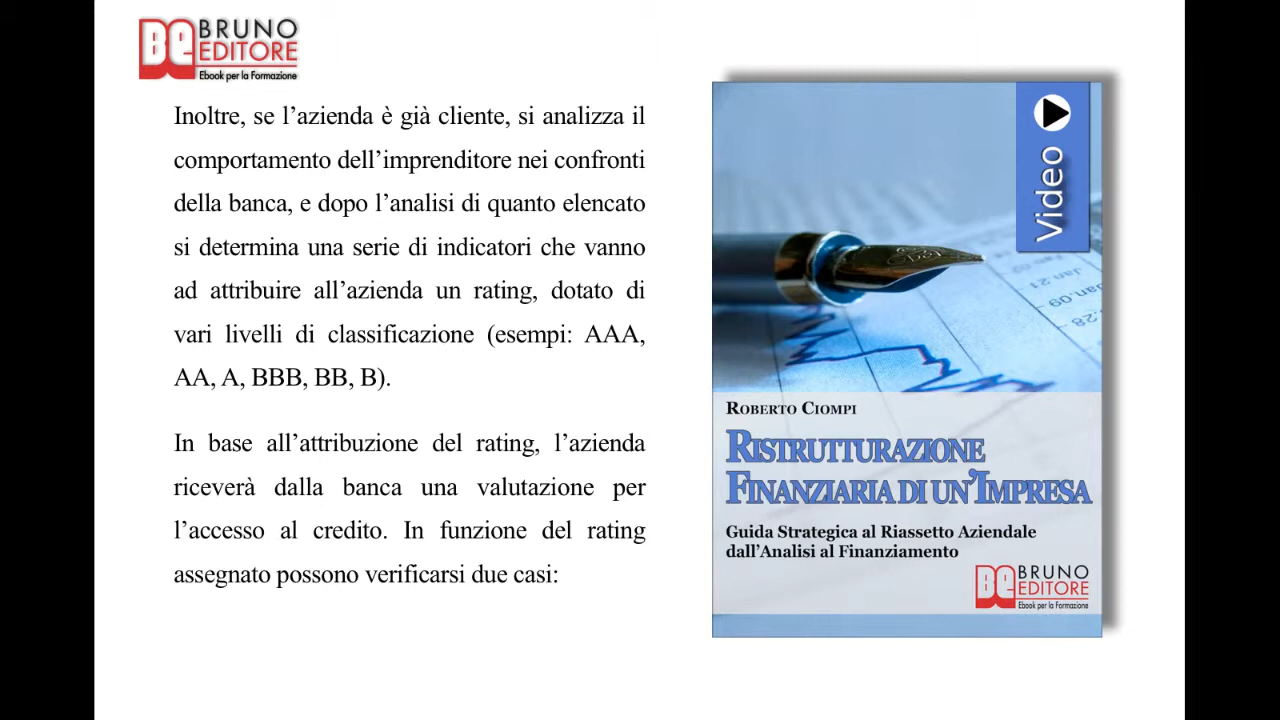 BRUNO
EDITORE
Ebook per la Formazione
Inoltre, se l’azienda è già cliente, si analizza il
comportamento dell’imprenditore nei confronti
della banca, e dopo l’analisi di quanto elencato
si determina una serie di indicatori che vanno
ad attribuire all’azienda un rating, dotato di
vari livelli di classificazione (esempi: AAA,
AA, A, BBB, BB, B).
In base all’attribuzione del rating, l’azienda
riceverà dalla banca una valutazione per
l’accesso al credito. In funzione del rating
assegnato possono verificarsi due casi:
Video
Jan.21
Jan.09
ROBERTO CIOMPI
RISTRUTTURAZIONE
FINANZIARIA DI UN’IMPRESA
Guida Strategica al Riassetto Aziendale
dall’Analisi al Finanziamento
BRUNO
EDITORE
Ebook per la Formazione